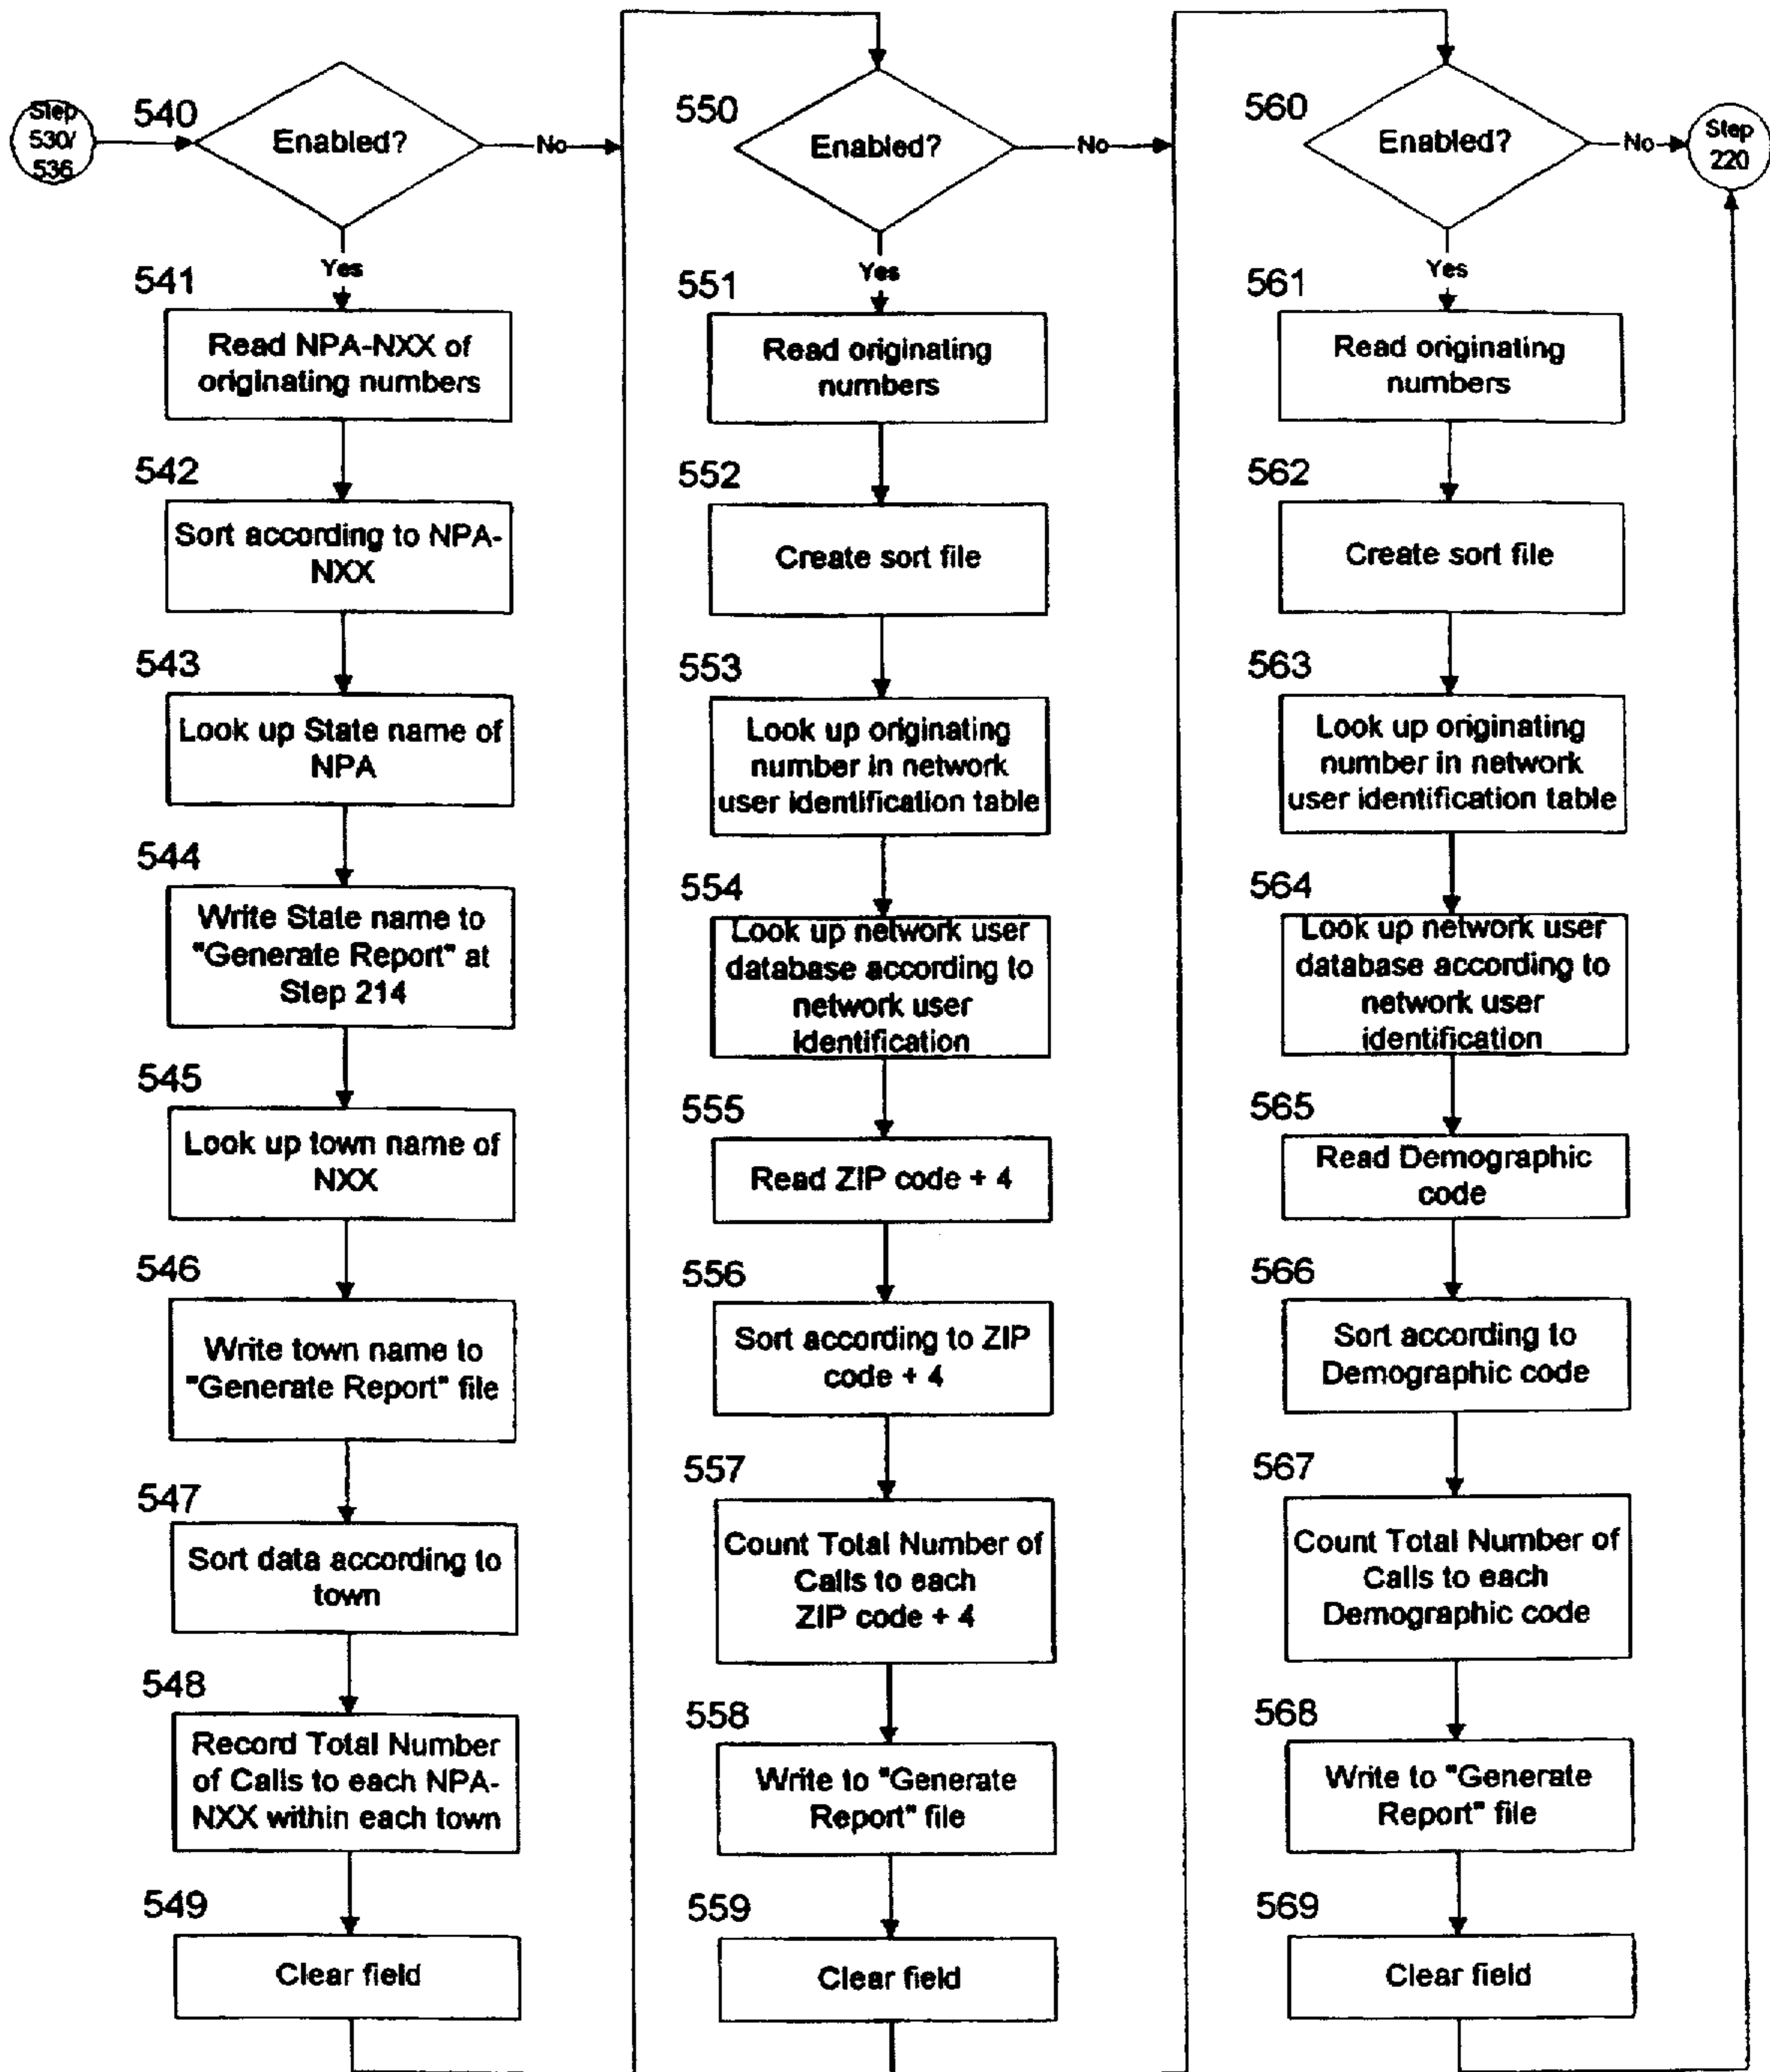 Step
530/
536
540
Enabled?
No
Yes
541
Read NPA-NXX of
originating numbers
542
Sort according to NPA-
NXX
543
Look up State name of
NPA
544
Write State name to
"Generate Report" at
Step 214
545
Look up town name of
NXX
546
Write town name to
"Generate Report" file
547
Sort data according to
town
548
Record Total Number
of Calls to each NPA-
NXX within each town
549
Clear field
550
Enabled?
No
Yes
551
Read originating
numbers
552
Create sort file
553
Look up originating
number in network
user identification table
554
Look up network user
database according to
network user
identification
555
Read ZIP code + 4
556
Sort according to ZIP
code + 4
557
Count Total Number of
Calls to each
ZIP code + 4
558
Write to "Generate
Report" file
559
Clear field
560
Enabled?
No
Step
220
Yes
561
Read originating
numbers
562
Create sort file
563
Look up originating
number in network
user identification table
564
Look up network user
database according to
network user
identification
565
Read Demographic
code
566
Sort according to
Demographic code
567
Count Total Number of
Calls to each
Demographic code
568
Write to "Generate
Report" file
569
Clear field